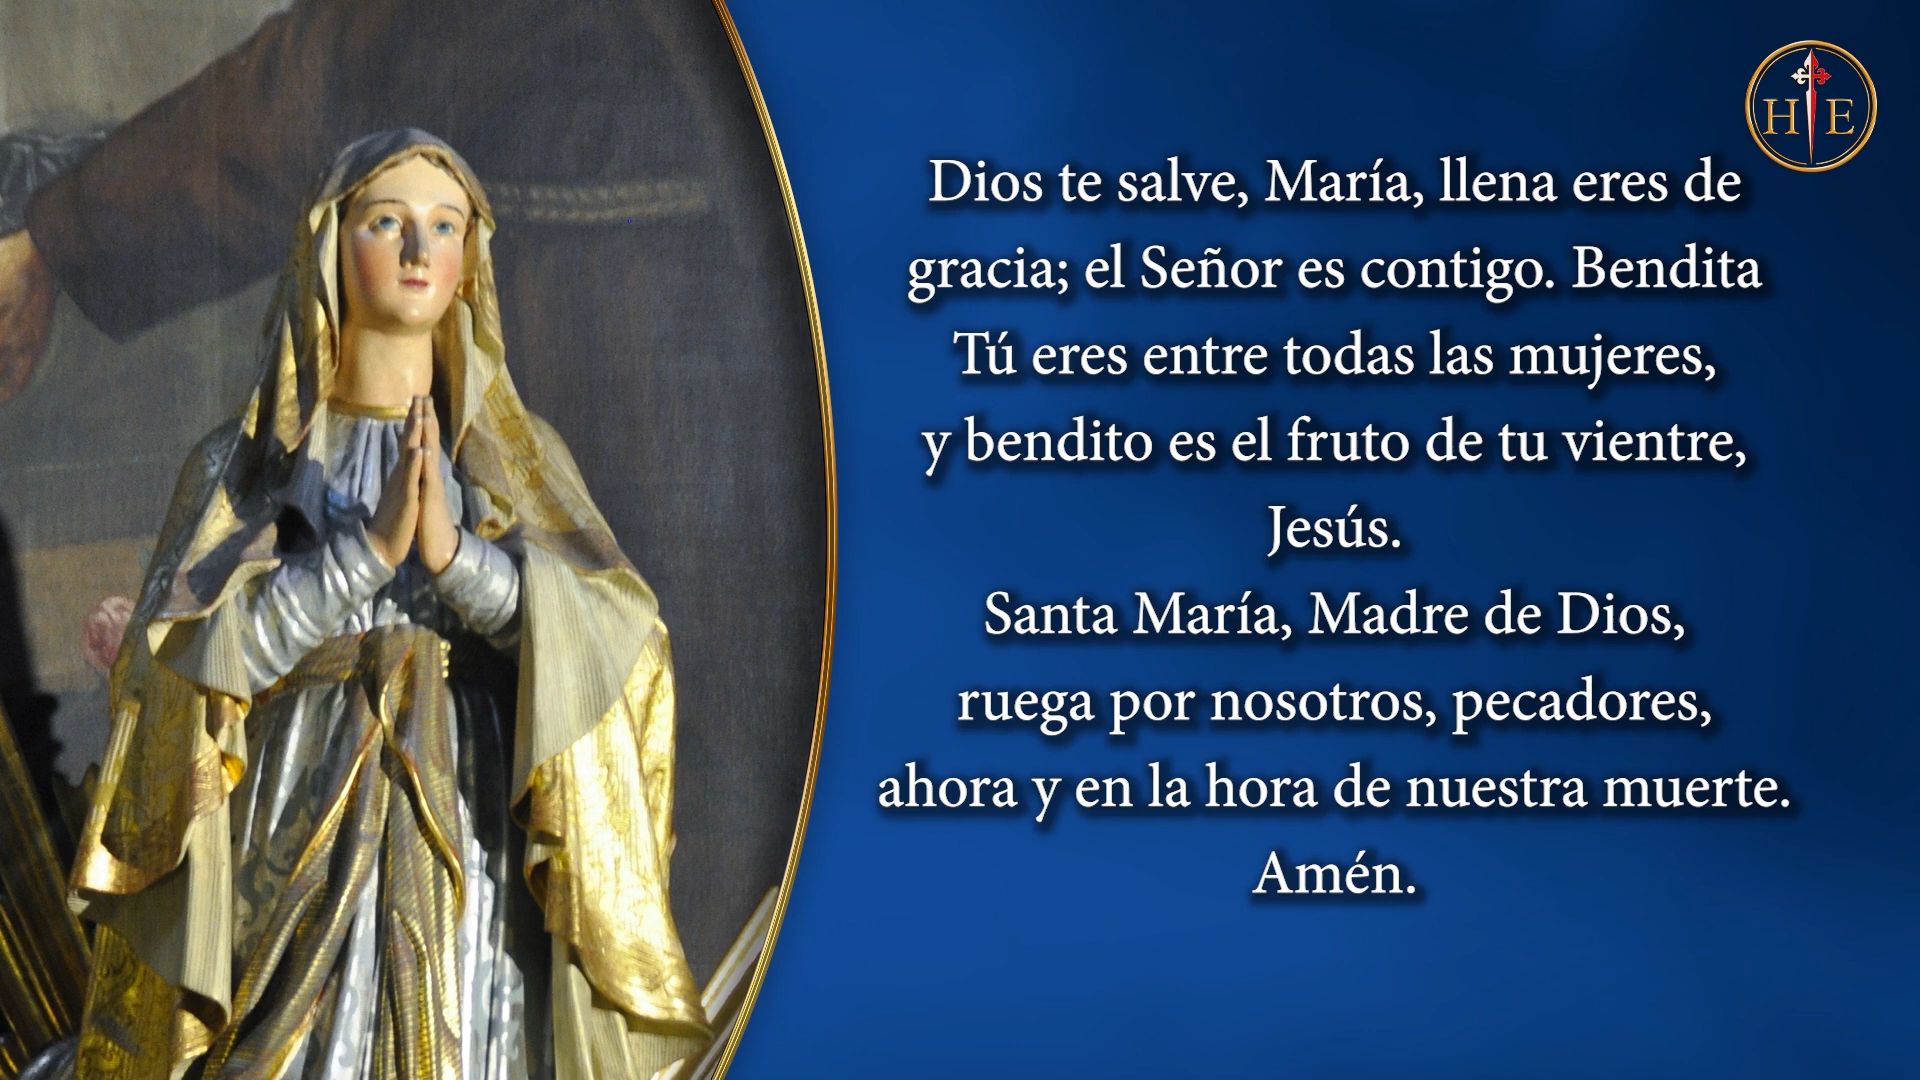 H E
Dios te salve, María, llena eres de
gracia; el Señor es contigo. Bendita
Tú eres entre todas las mujeres,
y bendito es el fruto de tu vientre,
Jesús.
Santa María, Madre de Dios,
ruega por nosotros, pecadores,
ahora y en la hora de nuestra muerte.
Amén.